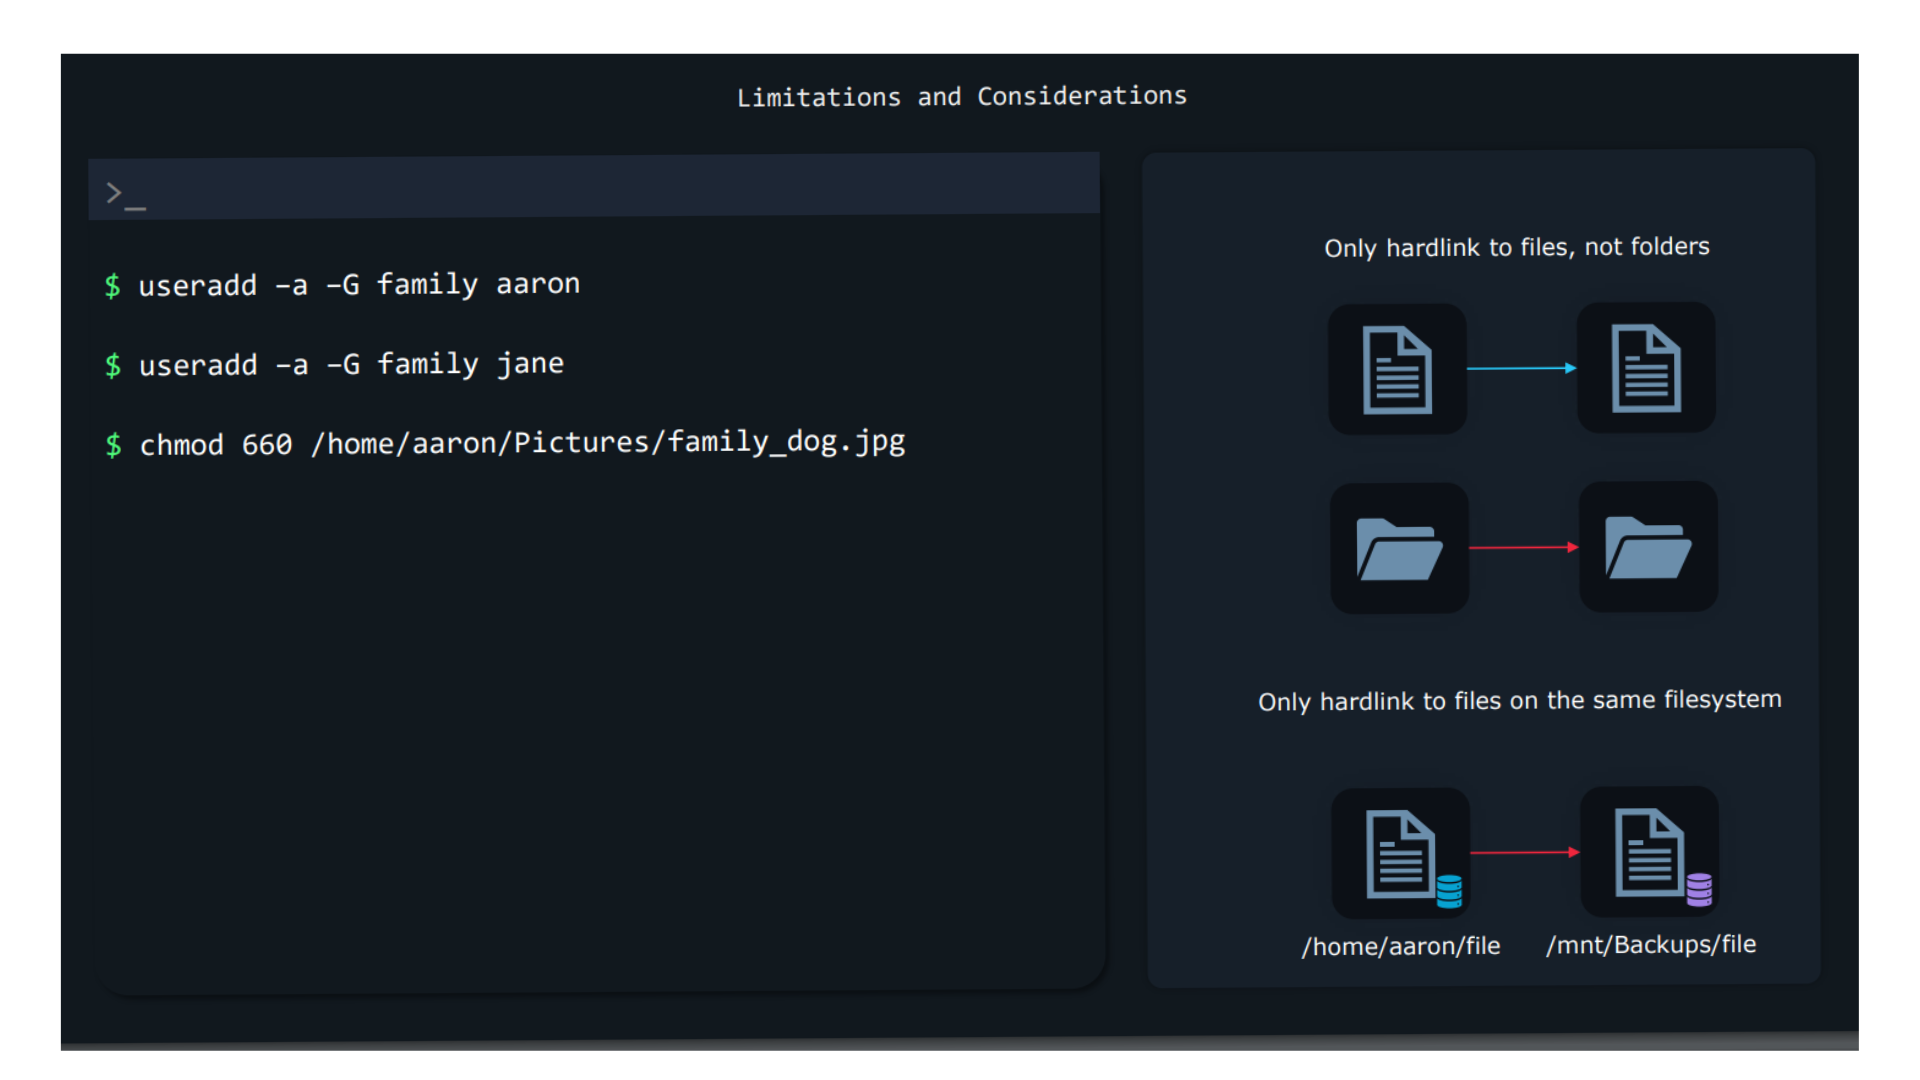 Limitations and Considerations
>_
$ useradd –a –G family aaron
$ useradd –a –G family jane
$ chmod 660 /home/aaron/Pictures/family_dog.jpg
Only hardlink to files, not folders
Only hardlink to files on the same filesystem
/home/aaron/file
/mnt/Backups/file